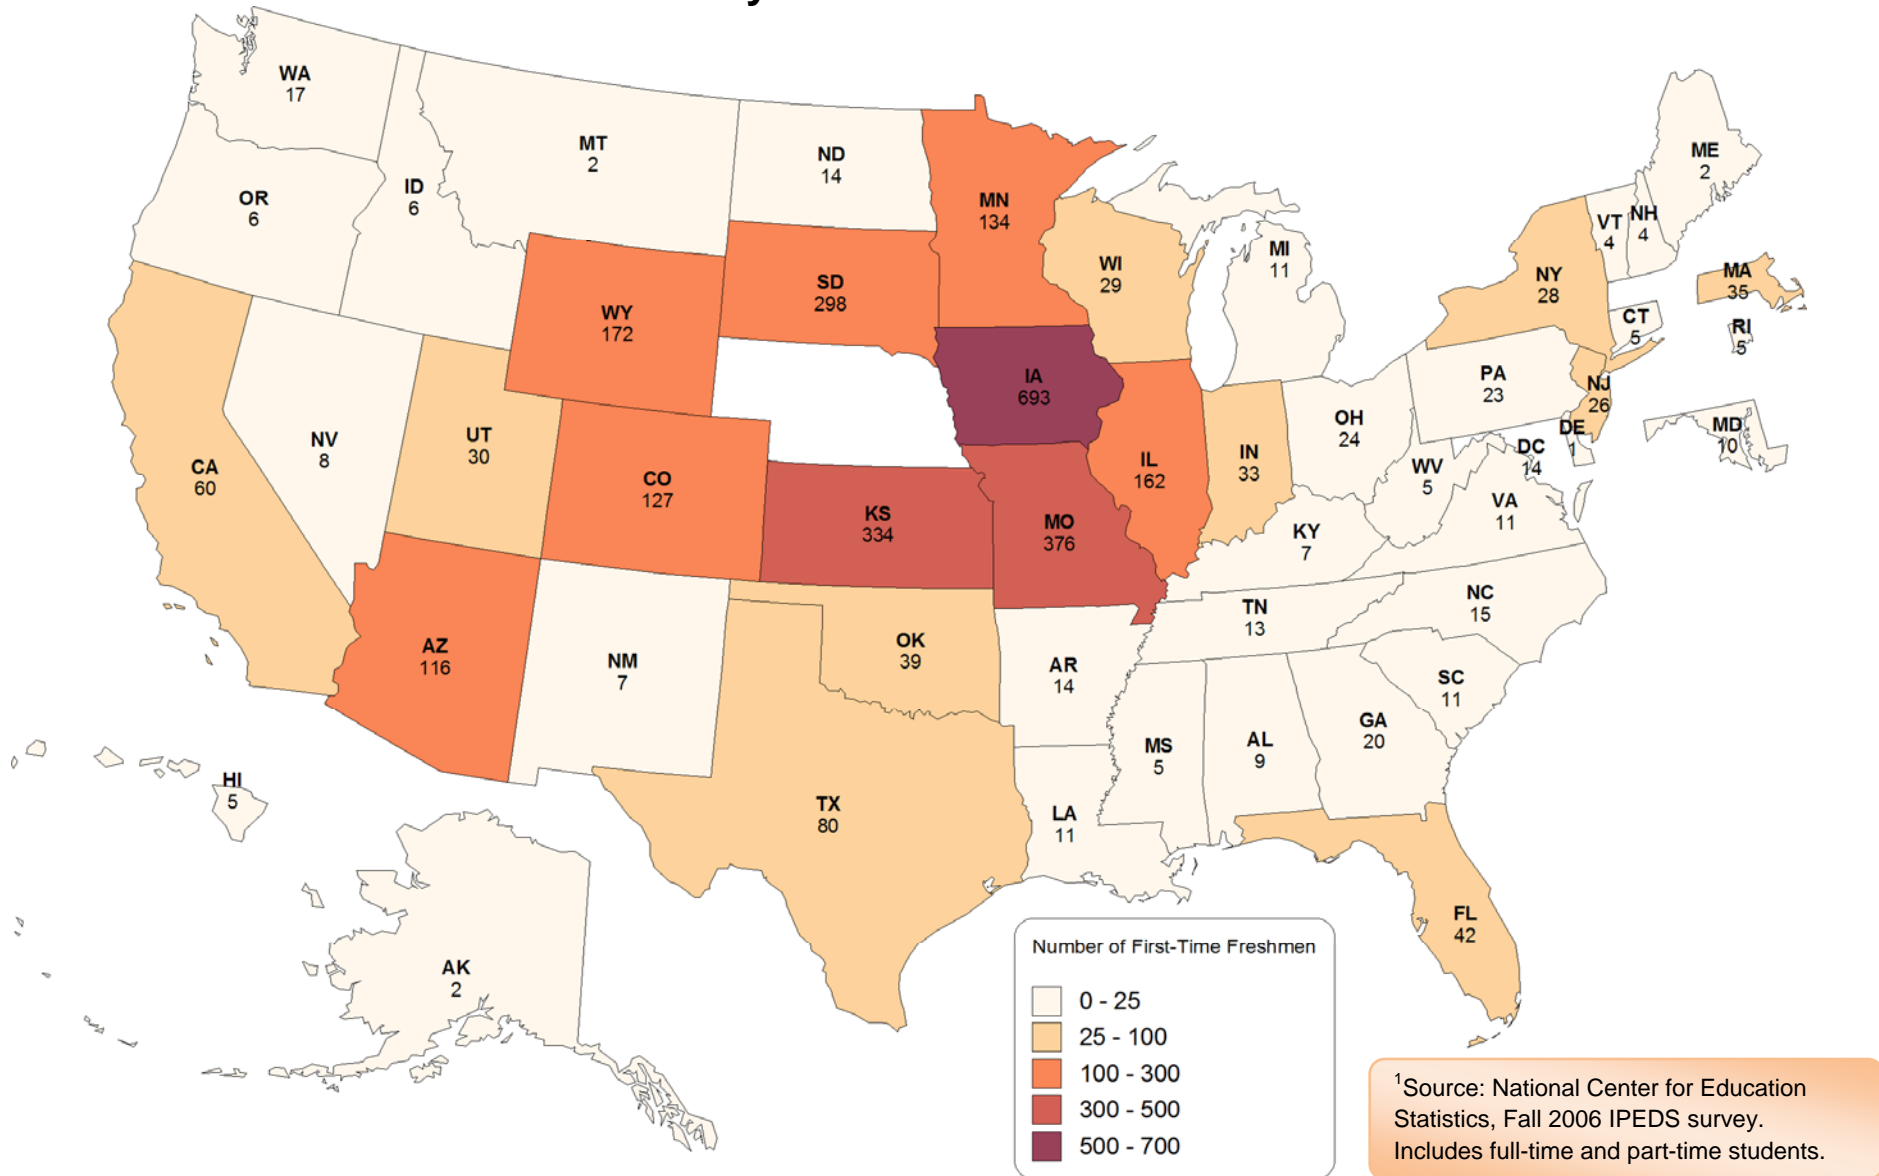 y
WA
17
OR
6
ID
6
MT
2
ND
14
MN
134
WI
29
MI
11
ME
2
VT
4
NH
4
NY
28
MA
35
CT
5
RI
5
SD
298
WY
172
IA
693
PA
23
NJ
26
OH
24
DE
1
MD
10
DC
14
WV
5
VA
11
NV
8
UT
30
CA
60
CO
127
KS
334
MO
376
IL
162
IN
33
KY
7
TN
13
NC
15
SC
11
AZ
116
NM
7
OK
39
AR
14
MS
5
AL
9
GA
20
TX
80
LA
11
FL
42
HI
5
AK
2
Number of First-Time Freshmen
0 - 25
25 - 100
100 - 300
300 - 500
500 - 700
1Source: National Center for Education
Statistics, Fall 2006 IPEDS survey.
Includes full-time and part-time students.